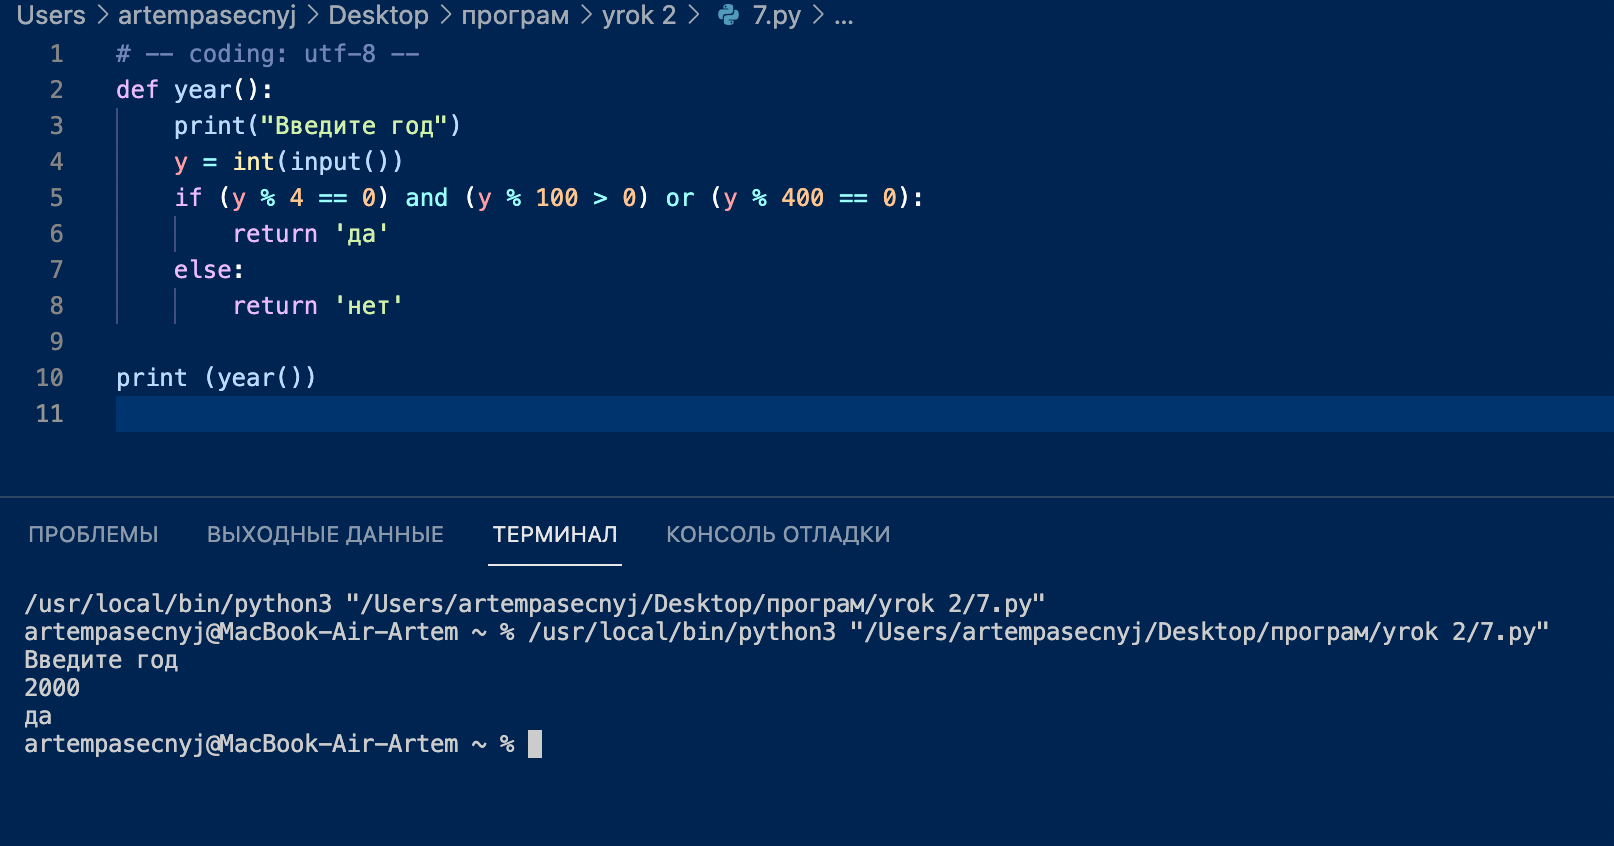 Users > artempasecnyj > Desktop > програм > yrok 2 > 7.py > ...
1 # -- coding: utf-8 --
2 def year():
3     print("Введите год")
4     y = int(input())
5     if (y % 4 == 0) and (y % 100 > 0) or (y % 400 == 0):
6         return 'да'
7     else:
8         return 'нет'
9
10 print (year())
11
ПРОБЛЕМЫ ВЫХОДНЫЕ ДАННЫЕ ТЕРМИНАЛ КОНСОЛЬ ОТЛАДКИ
/usr/local/bin/python3 "/Users/artempasecnyj/Desktop/програм/yrok 2/7.py"
artempasecnyj@MacBook-Air-Artem ~ % /usr/local/bin/python3 "/Users/artempasecnyj/Desktop/програм/yrok 2/7.py"
Введите год
2000
да
artempasecnyj@MacBook-Air-Artem ~ %